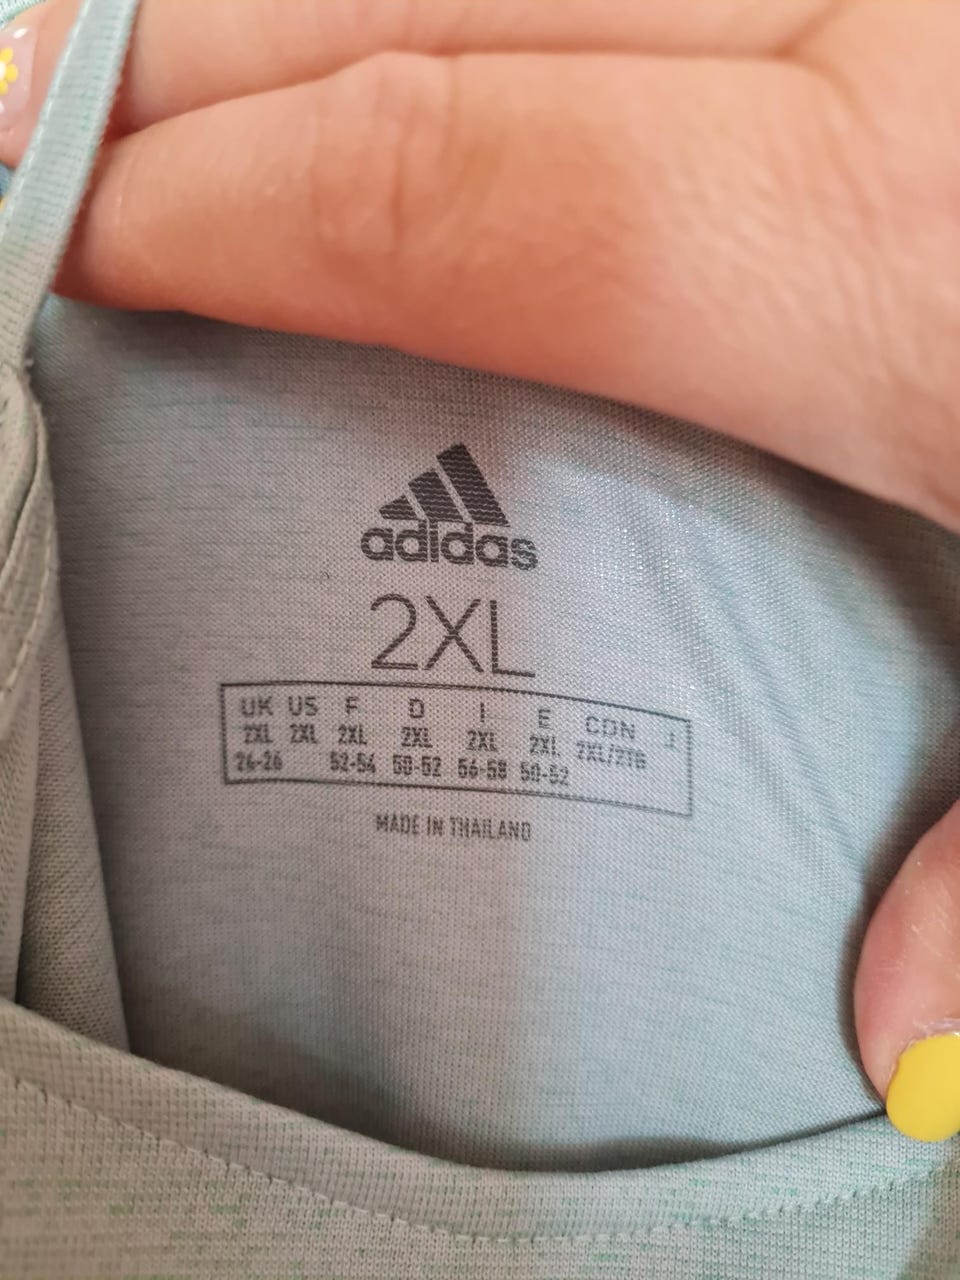 adidas
2XL
UK US F D I E CDN J
2XL 2XL 2XL 2XL 2XL 2XL 2XL/2TG
24-26 52-54 50-52 56-58 50-52
MADE IN THAILAND